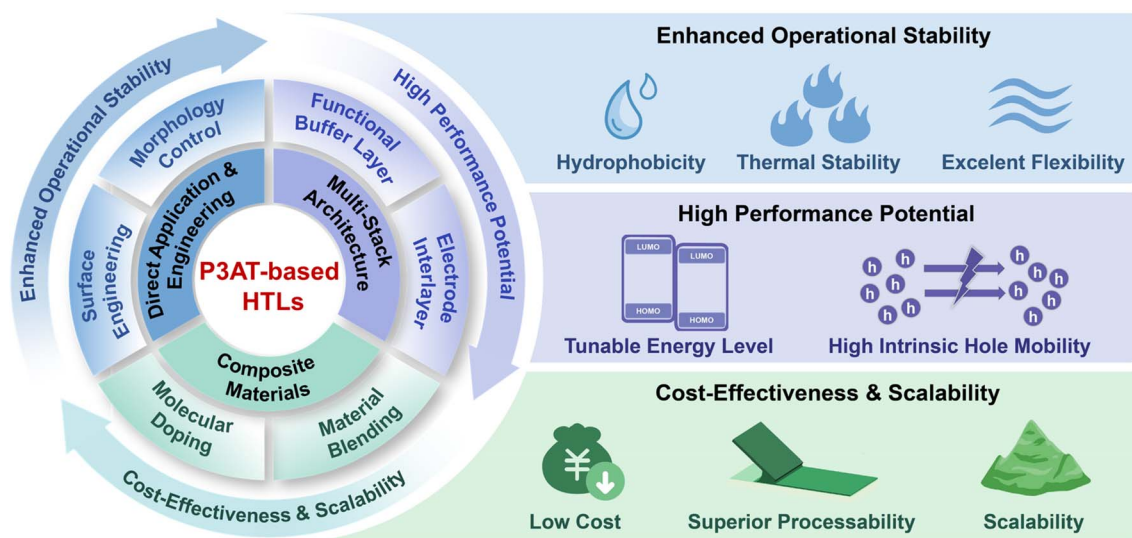 Enhanced Operational Stability
High Performance Potential
Cost-Effectiveness & Scalability
Morphology
Control
Functional
Buffer Layer
Surface
Engineering
Electrode
Interlayer
Molecular
Doping
Material
Blending
Direct Application &
Engineering
Multi-Stack
Architecture
Composite
Materials
P3AT-based
HTLs
Enhanced Operational Stability
Hydrophobicity
Thermal Stability
Excelent Flexibility
High Performance Potential
LUMO
LUMO
HOMO
HOMO
h h h h h h h
h h h h h h h
Tunable Energy Level
High Intrinsic Hole Mobility
Cost-Effectiveness & Scalability
¥
Low Cost
Superior Processability
Scalability